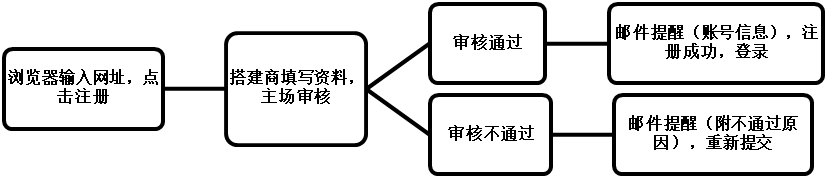 浏览器输入网址，点
击注册
搭建商填写资料，
主场审核
审核通过
邮件提醒（账号信息），注
册成功，登录
审核不通过
邮件提醒（附不通过原
因），重新提交